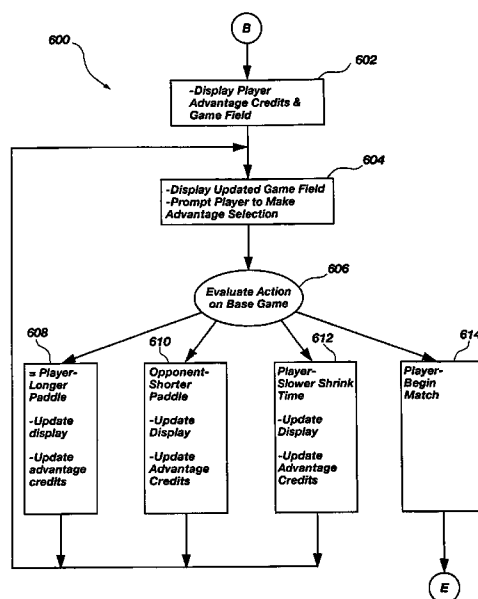 600
B
602
-Display Player
Advantage Credits &
Game Field
604
-Display Updated Game Field
-Prompt Player to Make
Advantage Selection
606
Evaluate Action
on Base Game
608
= Player-
Longer
Paddle
-Update
display
-Update
advantage
credits
610
Opponent-
Shorter
Paddle
-Update
Display
-Update
Advantage
Credits
612
Player-
Slower Shrink
Time
-Update
Display
-Update
Advantage
Credits
614
Player-
Begin
Match
E